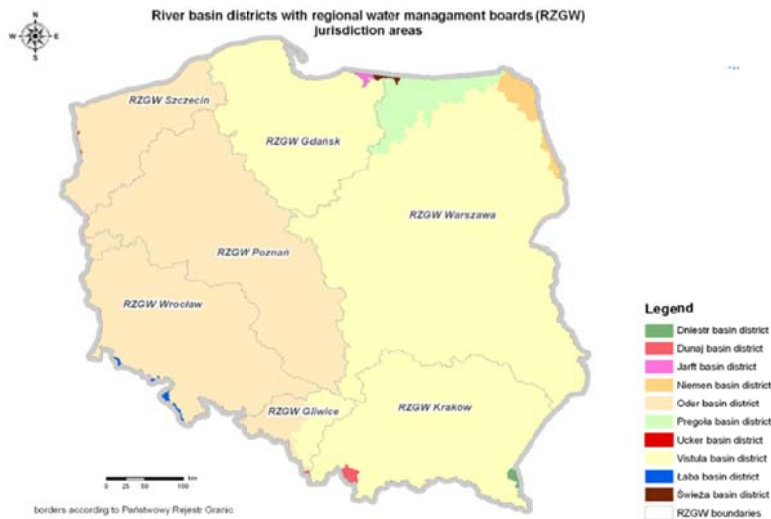 River basin districts with regional water managament boards (RZGW)
jurisdiction areas
N
W
E
S
RZGW Szczecin
RZGW Gdańsk
RZGW Warszawa
RZGW Poznań
RZGW Wrocław
RZGW Gliwice
RZGW Kraków
Legend
Dniestr basin district
Dunaj basin district
Jarft basin district
Niemen basin district
Oder basin district
Pregoła basin district
Ucker basin district
Vistula basin district
Łaba basin district
Świeża basin district
RZGW boundaries
km
0 25 50 100
borders according to Państwowy Rejestr Granic